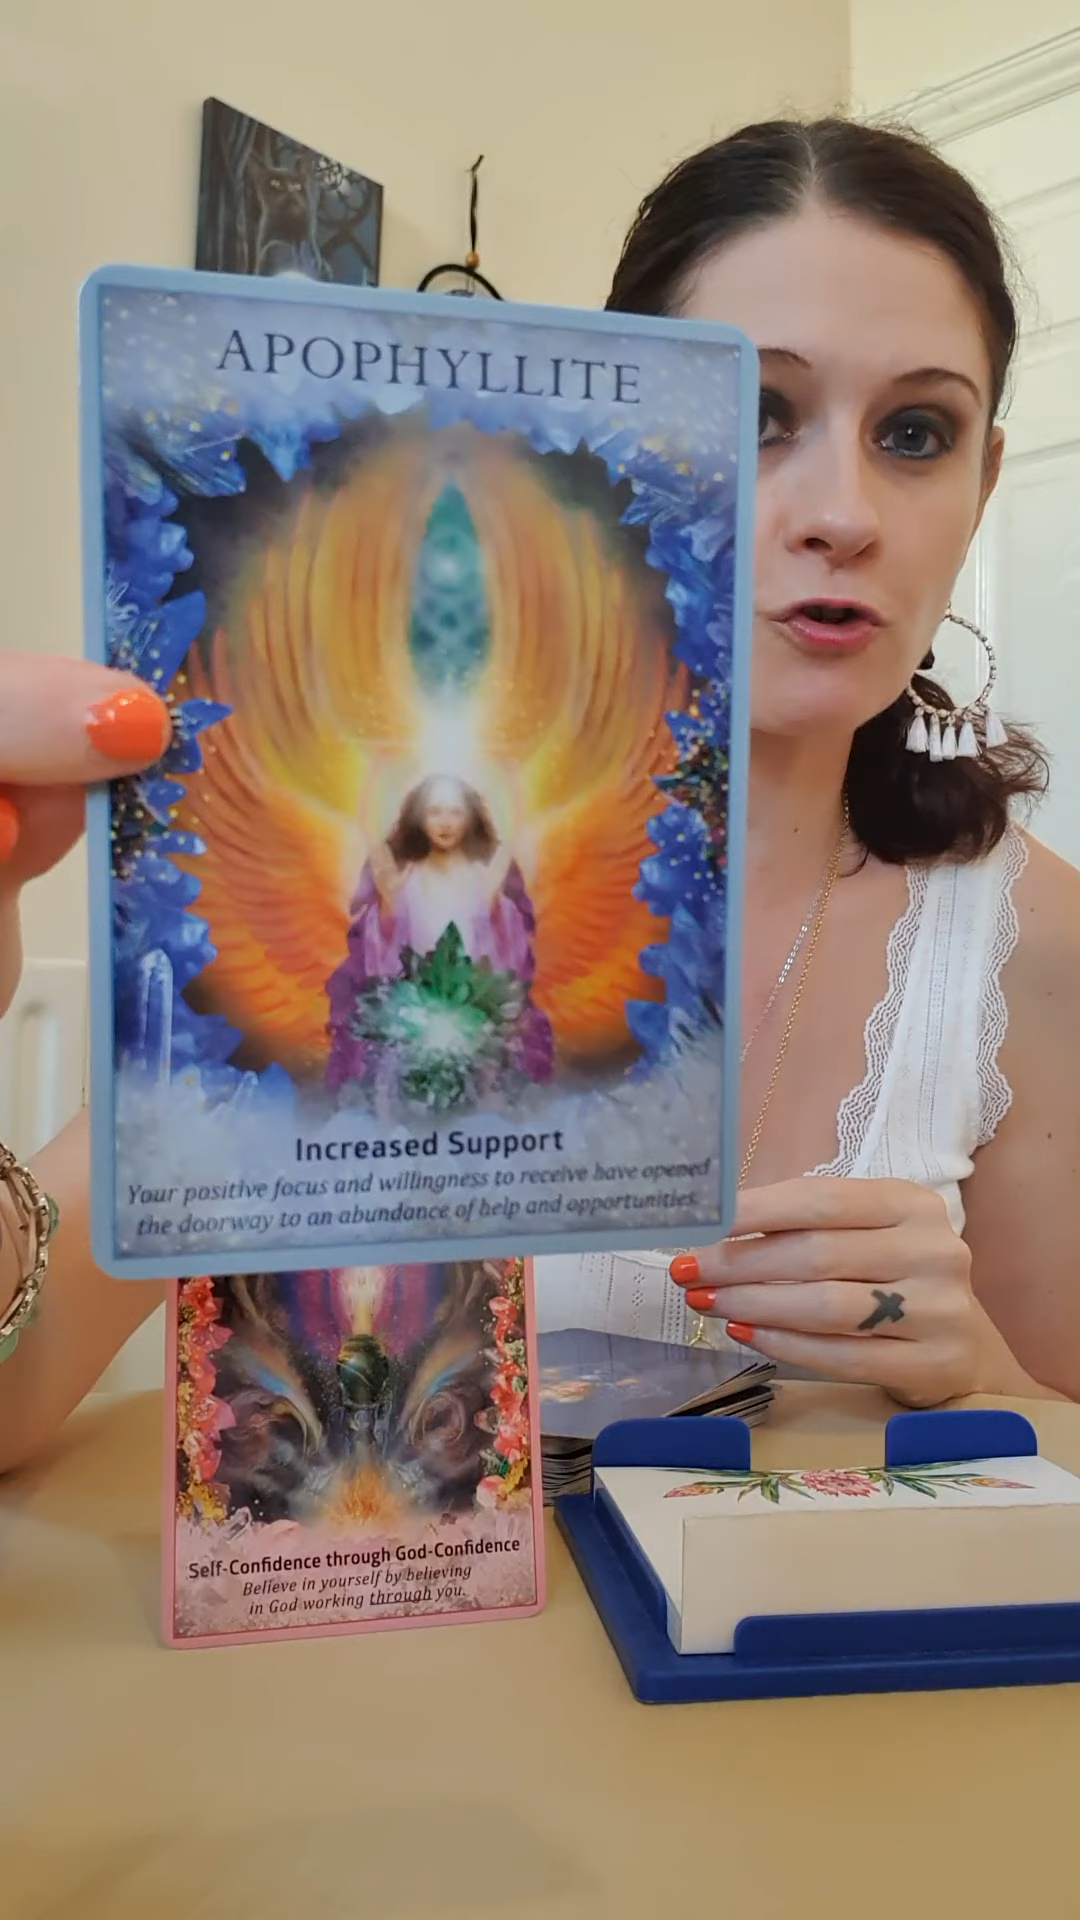 APOPHYLLITE
Increased Support
Your positive focus and willingness to receive have opened
the doorway to an abundance of help and opportunities.
Self-Confidence through God-Confidence
Believe in yourself by believing
in God working through you.